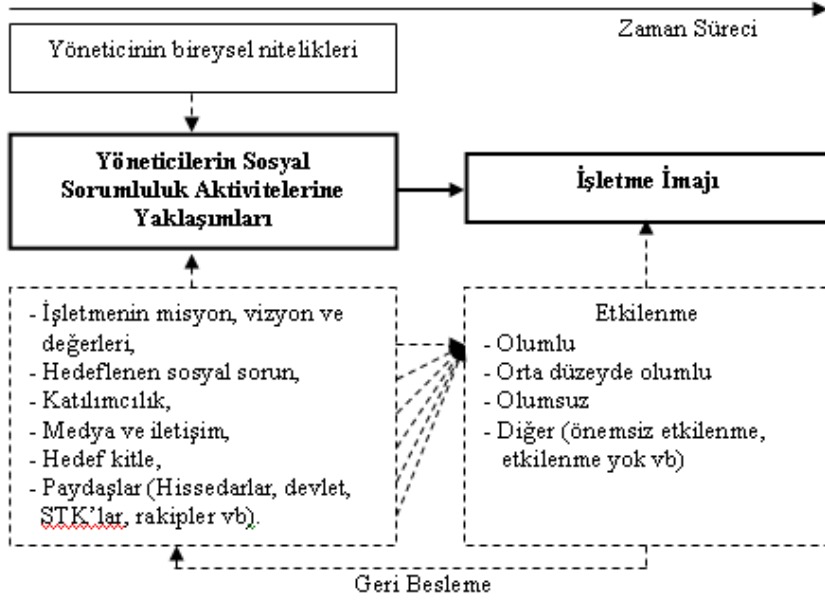 Zaman Süreci
Yöneticinin bireysel nitelikleri
Yöneticilerin Sosyal
Sorumluluk Aktivitelerine
Yaklaşımları
İşletme İmajı
- İşletmenin misyon, vizyon ve
değerleri,
- Hedeflenen sosyal sorun,
- Katılımcılık,
- Medya ve iletişim,
- Hedef kitle,
- Paydaşlar (Hissedarlar, devlet,
STK'lar, rakipler vb).
Etkilenme
- Olumlu
- Orta düzeyde olumlu
- Olumsuz
- Diğer (önemsiz etkilenme,
etkilenme yok vb)
Geri Besleme